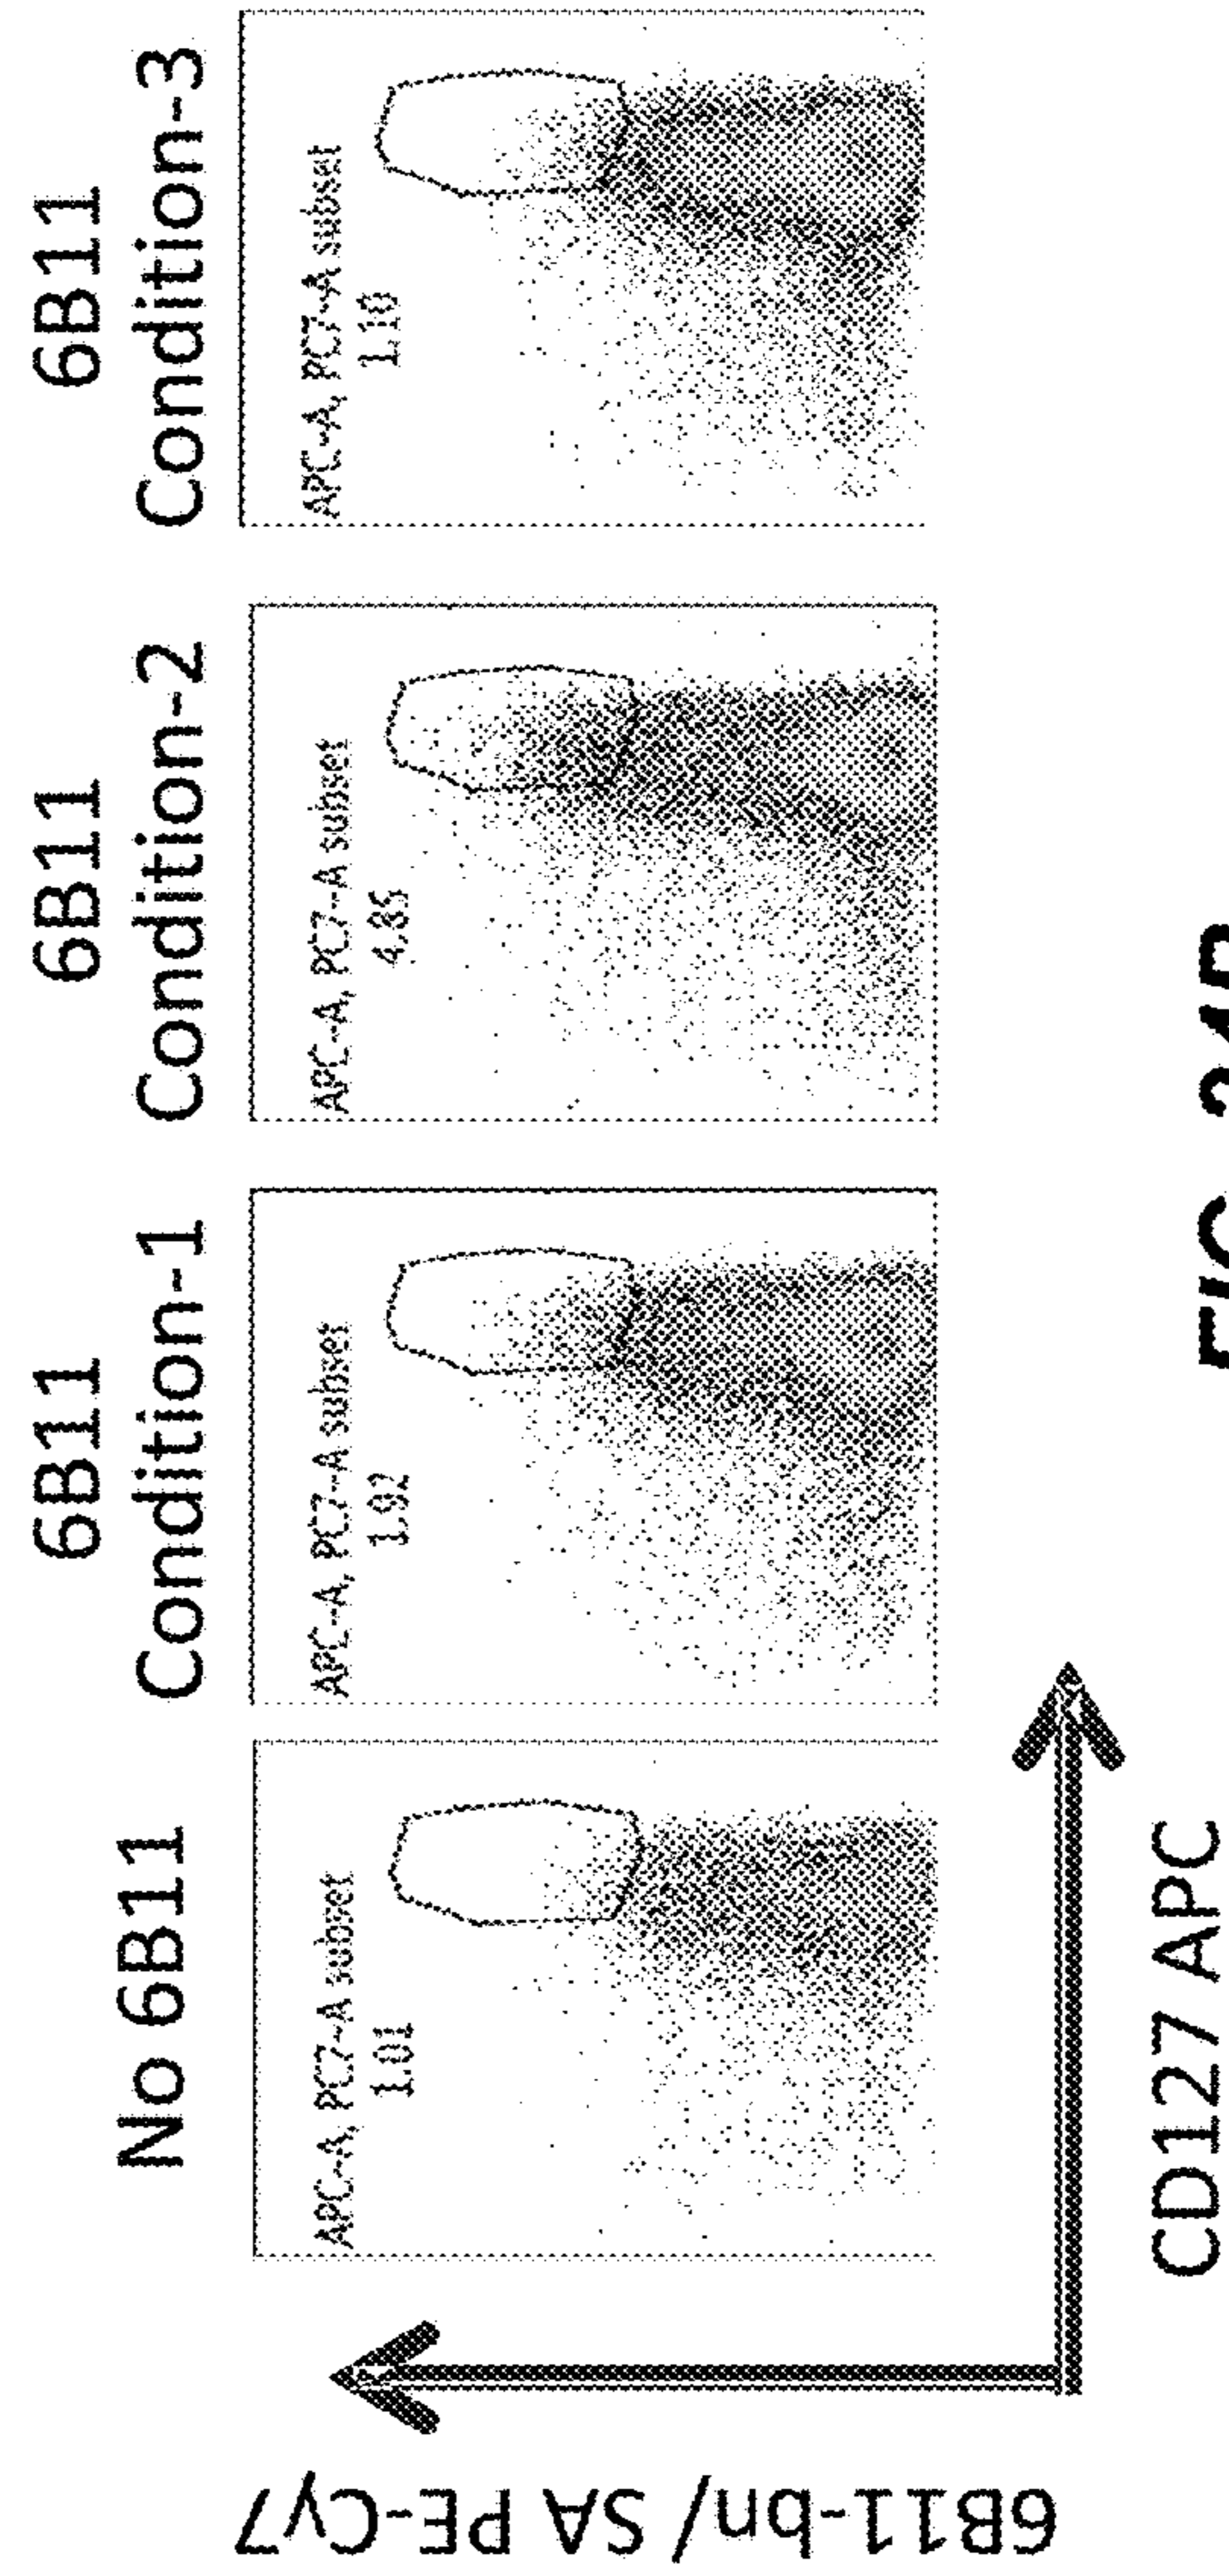 No 6B11
6B11
Condition-1
6B11
Condition-2
6B11
Condition-3
APC-A, PC7-A subset
1.01
APC-A, PC7-A subset
1.92
APC-A, PC7-A subset
4.85
APC-A, PC7-A subset
1.10
6B11-bn/ SA PE-Cy7
CD127 APC